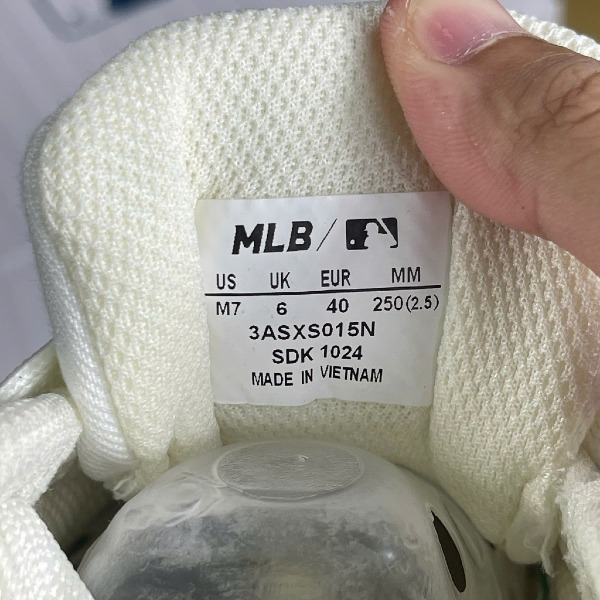 MLB/
US UK EUR MM
M7 6 40 250(2.5)
3ASXS015N
SDK 1024
MADE IN VIETNAM